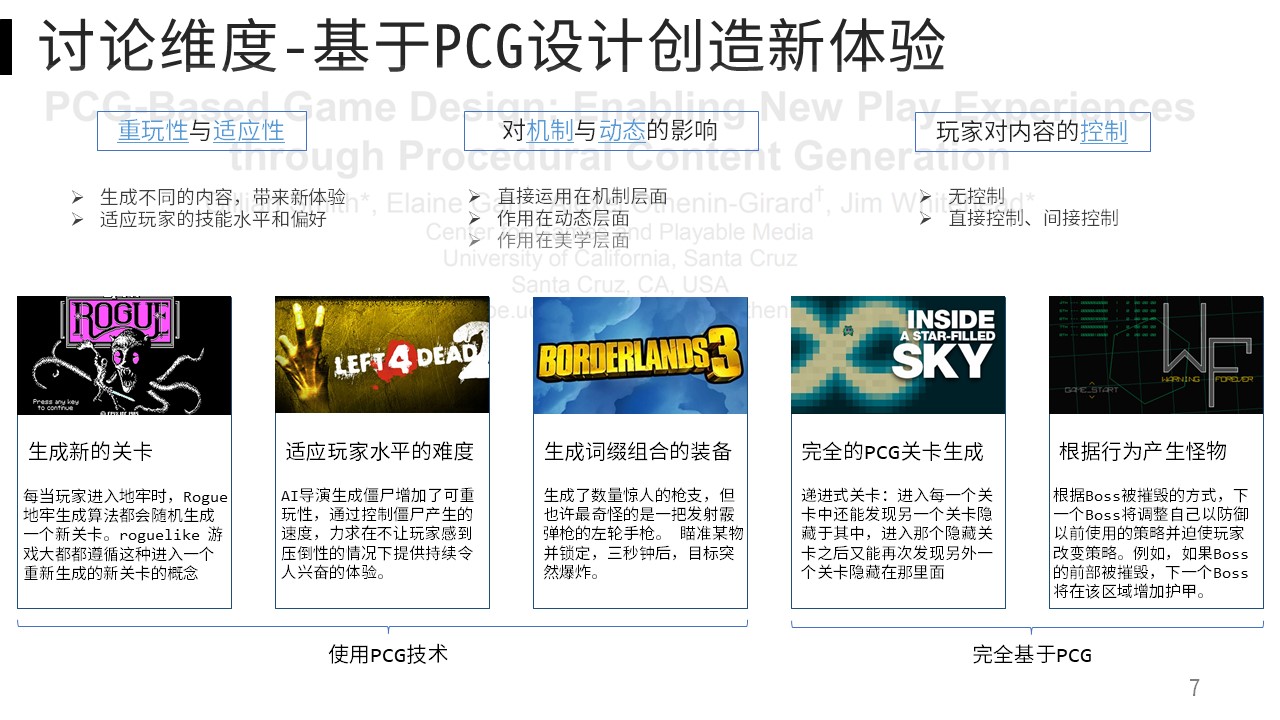 讨论维度-基于PCG设计创造新体验
PCG-Based Game Design: Enabling New Play Experiences
through Procedural Content Generation
重玩性与适应性
对机制与动态的影响
玩家对内容的控制
生成不同的内容，带来新体验
适应玩家的技能水平和偏好
直接运用在机制层面
作用在动态层面
作用在美学层面
无控制
直接控制、间接控制
Smith*, Elaine Othenin-Girard†, Jim
Center and Playable Media
University of California, Santa Cruz
Santa Cruz, CA, USA
ROGUE
Press any key
to continue
LEFT 4 DEAD 2
BORDERLANDS 3
INSIDE
A STAR-FILLED
SKY
WF
WARNING FOREVER
GAME START
生成新的关卡
每当玩家进入地牢时，Rogue
地牢生成算法都会随机生成
一个新关卡。roguelike 游
戏大都都遵循这种进入一个
重新生成的新关卡的概念
适应玩家水平的难度
AI导演生成僵尸增加了可重
玩性，通过控制僵尸产生的
速度，力求在不让玩家感到
压倒性的情况下提供持续令
人兴奋的体验。
生成词缀组合的装备
生成了数量惊人的枪支，但
也许最奇怪的是一把发射霰
弹枪的左轮手枪。 瞄准某物
并锁定，三秒钟后，目标突
然爆炸。
完全的PCG关卡生成
递进式关卡：进入每一个关
卡中还能发现另一个关卡隐
藏于其中，进入那个隐藏关
卡之后又能再次发现另外一
个关卡隐藏在那里面
根据行为产生怪物
根据Boss被摧毁的方式，下
一个Boss将调整自己以防御
以前使用的策略并迫使玩家
改变策略。例如，如果Boss
的前部被摧毁，下一个Boss
将在该区域增加护甲。
使用PCG技术
完全基于PCG
7